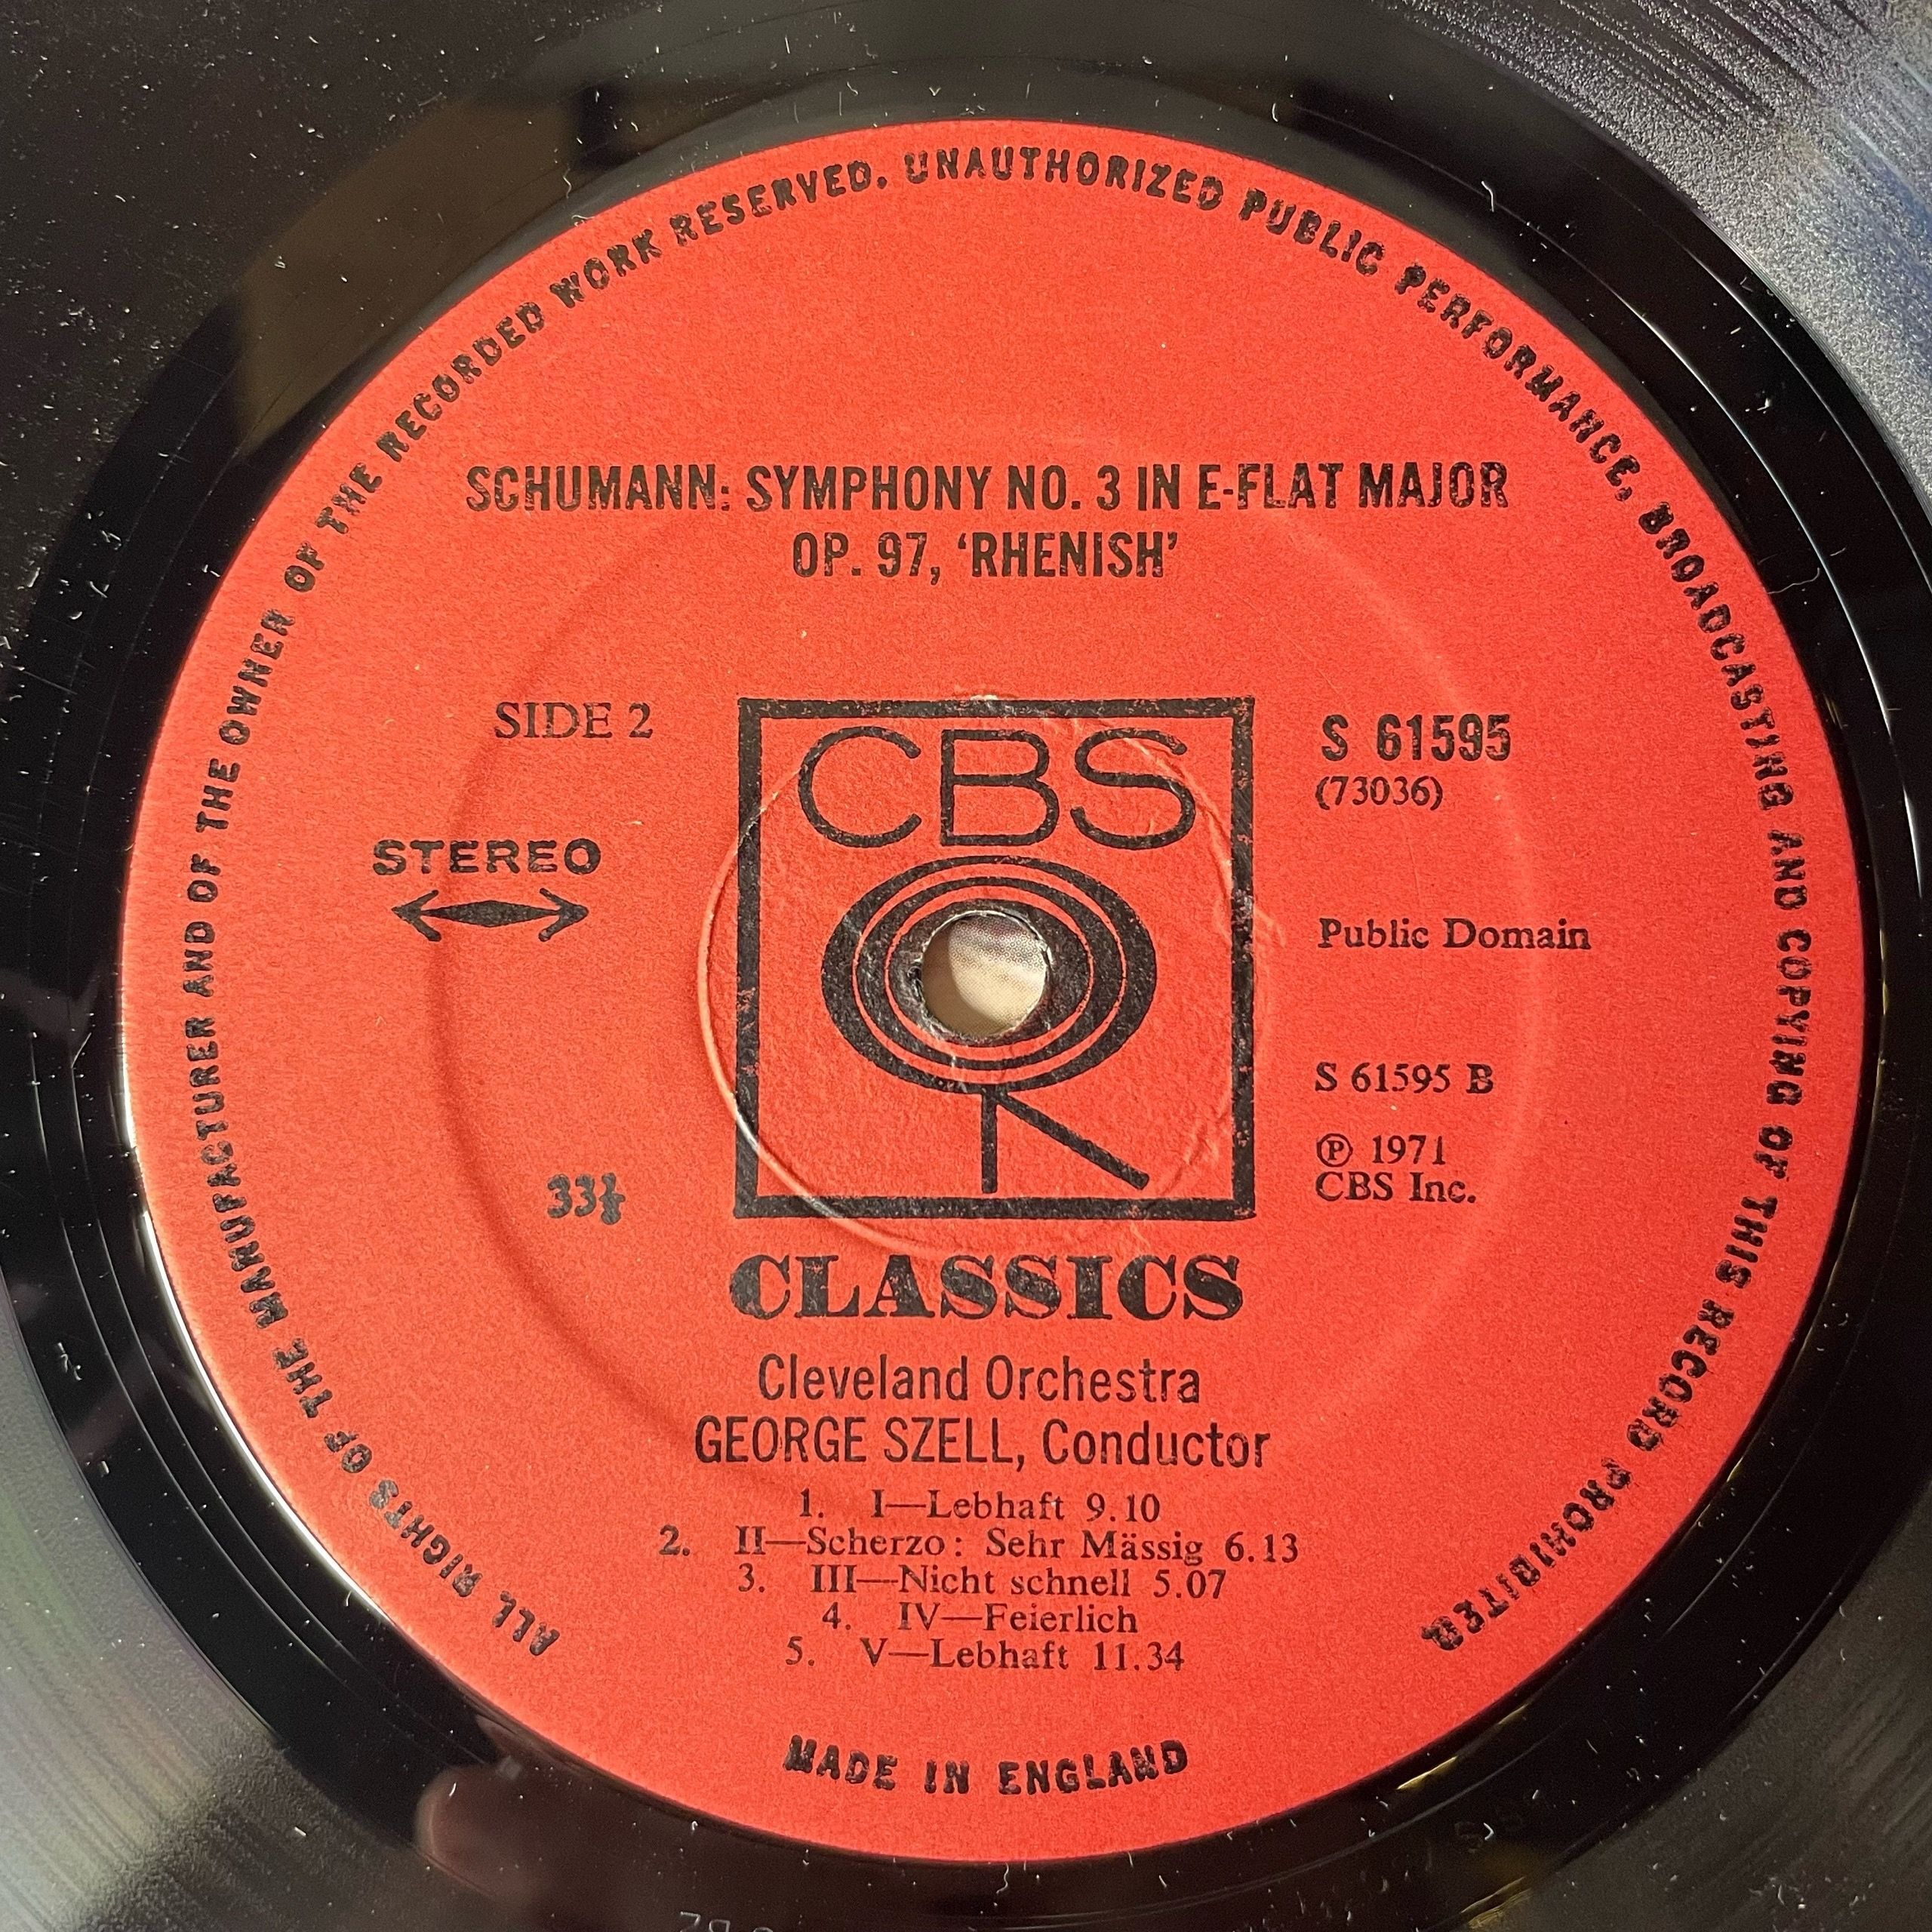 ALL RIGHTS OF THE MANUFACTURER AND OF THE OWNER OF THE RECORDED WORK RESERVED. UNAUTHORIZED PUBLIC PERFORMANCE, BROADCASTING AND COPYING OF THIS RECORD PROHIBITED.
SCHUMANN: SYMPHONY NO. 3 IN E-FLAT MAJOR
OP. 97, ‘RHENISH’
SIDE 2
STEREO
33⅓
CBS
CLASSICS
S 61595
(73036)
Public Domain
S 61595 B
℗ 1971
CBS Inc.
Cleveland Orchestra
GEORGE SZELL, Conductor
1. I—Lebhaft 9.10
2. II—Scherzo: Sehr Mässig 6.13
3. III—Nicht schnell 5.07
4. IV—Feierlich
5. V—Lebhaft 11.34
MADE IN ENGLAND